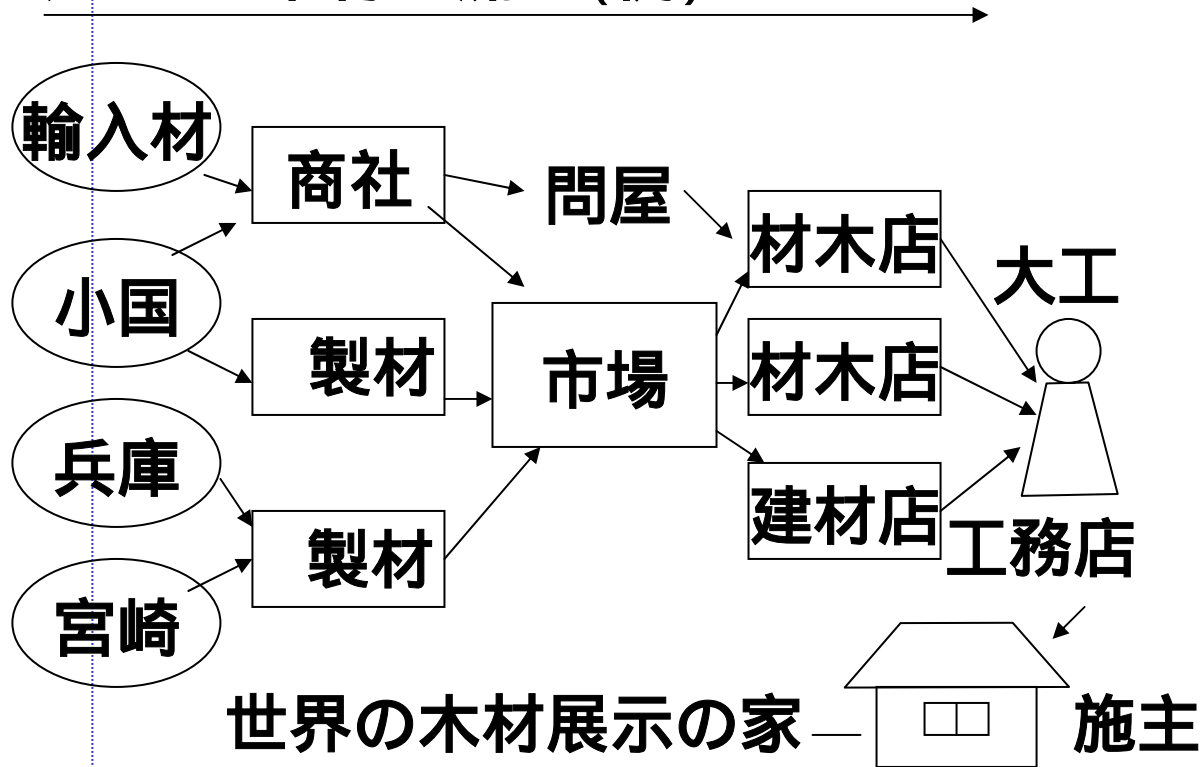 輸入材
商社
問屋
材木店
大工
小国
製材
市場
材木店
兵庫
製材
建材店
工務店
宮崎
世界の木材展示の家
施主